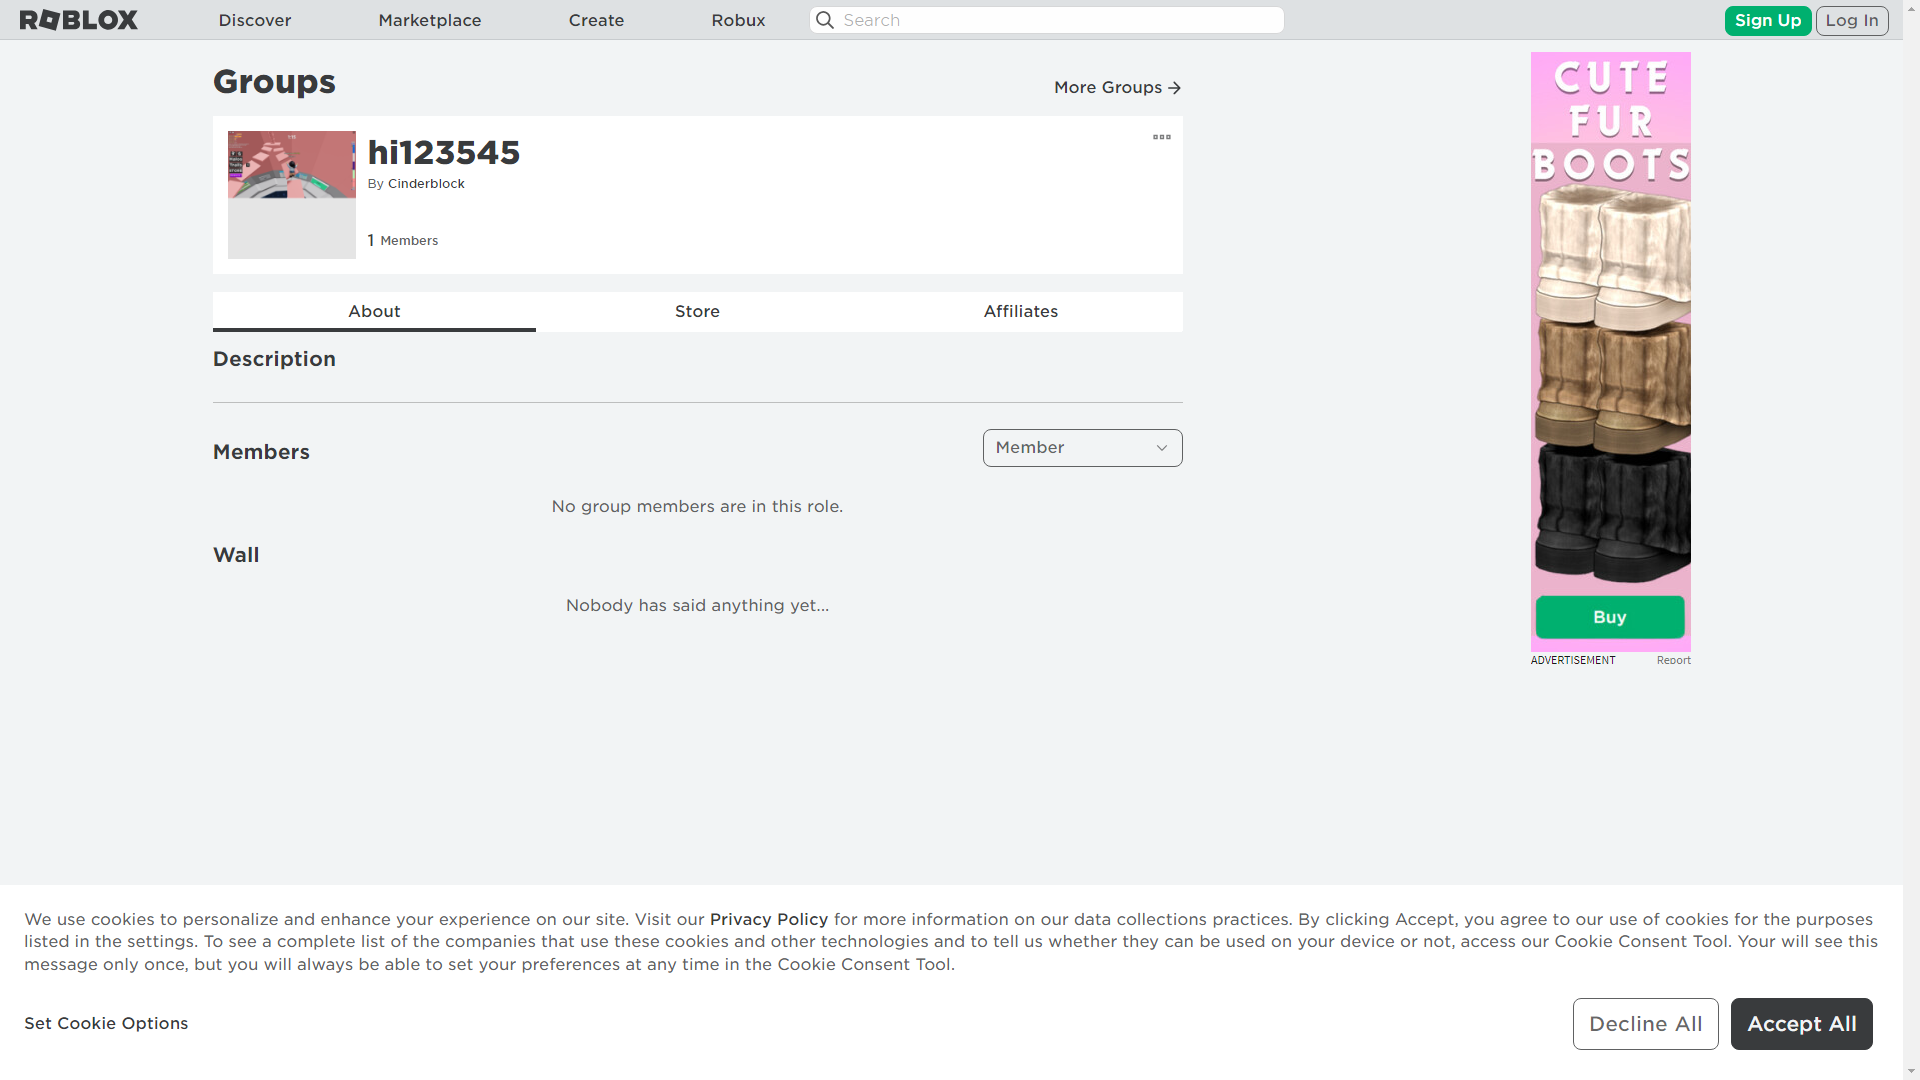 ROBLOX
Discover
Marketplace
Create
Robux
Search
Sign Up
Log In
Groups
More Groups
hi123545
By Cinderblock
1 Members
About
Store
Affiliates
Description
Members
Member
No group members are in this role.
Wall
Nobody has said anything yet...
CUTE
FUR
BOOTS
Buy
ADVERTISEMENT
Report
We use cookies to personalize and enhance your experience on our site. Visit our Privacy Policy for more information on our data collections practices. By clicking Accept, you agree to our use of cookies for the purposes
listed in the settings. To see a complete list of the companies that use these cookies and other technologies and to tell us whether they can be used on your device or not, access our Cookie Consent Tool. Your will see this
message only once, but you will always be able to set your preferences at any time in the Cookie Consent Tool.
Set Cookie Options
Decline All
Accept All